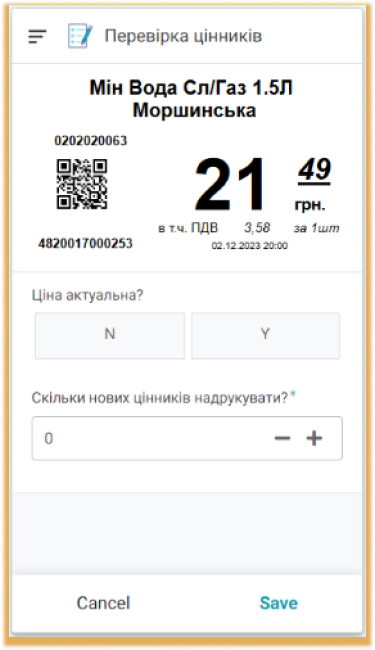 Перевірка цінників
Мін Вода Сл/Газ 1.5Л
Моршинська
0202020063
21 49
грн.
в т.ч. ПДВ 3,58 за 1шт
4820017000253
02.12.2023 20:00
Ціна актуальна?
N Y
Скільки нових цінників надрукувати?*
0 − +
Cancel Save